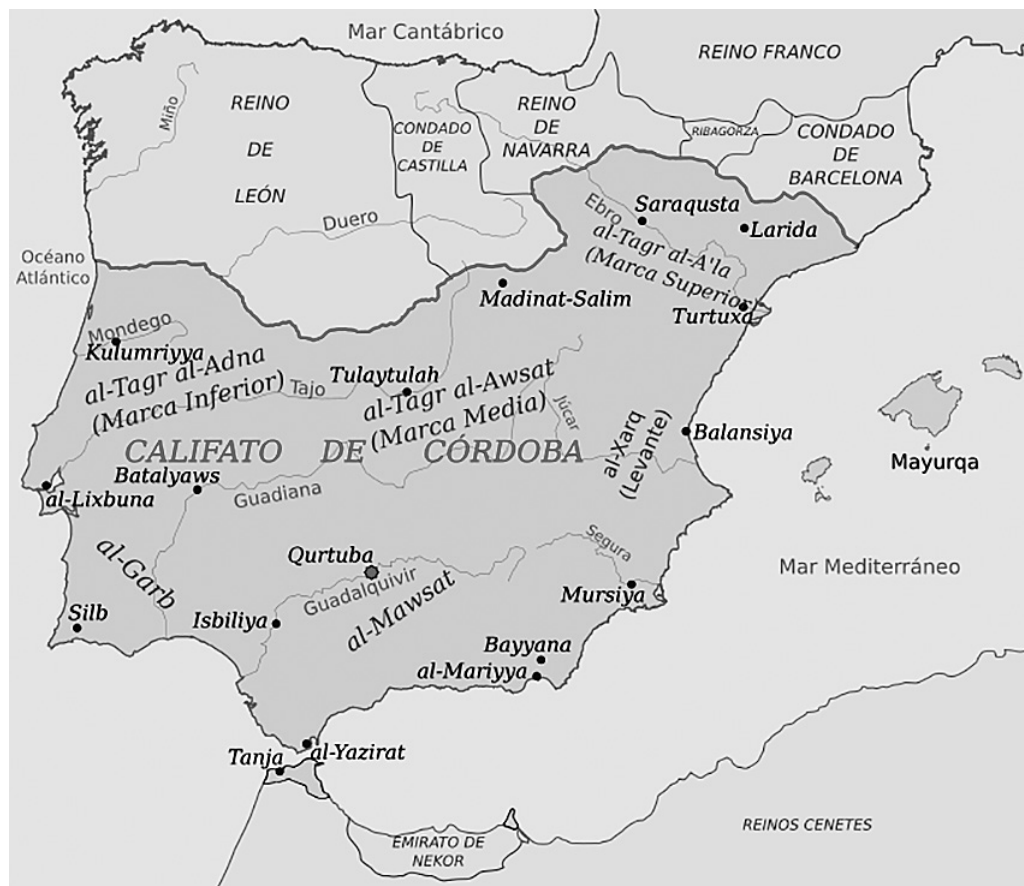 Mar Cantábrico
REINO FRANCO
REINO
DE
LEÓN
Miño
CONDADO
DE
CASTILLA
REINO
DE
NAVARRA
RIBAGORZA
CONDADO
DE
BARCELONA
Duero
Océano
Atlántico
Ebro
Saraqusta
Larida
al-Tagr al-A'la
(Marca Superior)
Madinat-Salim
Turtuxa
Mondego
Kulumriyya
al-Tagr al-Adna
(Marca Inferior)
Tajo
Tulaytulah
al-Tagr al-Awsat
(Marca Media)
Júcar
al-Xarq
(Levante)
Balansiya
Mayurqa
CALIFATO DE CÓRDOBA
Batalyaws
al-Lixbuna
Guadiana
al-Garb
Qurtuba
Guadalquivir
al-Mawsat
Segura
Mursiya
Mar Mediterráneo
Silb
Isbiliya
Bayyana
al-Mariyya
Tanja
al-Yazirat
EMIRATO DE
NEKOR
REINOS CENETES